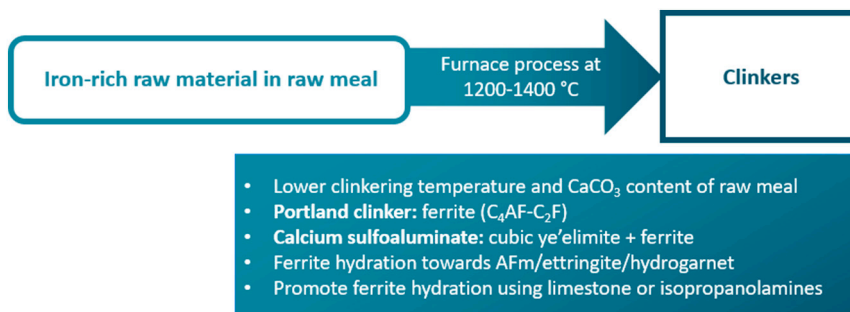 Iron-rich raw material in raw meal
Furnace process at
1200-1400 °C
Clinkers
• Lower clinkering temperature and CaCO₃ content of raw meal
• Portland clinker: ferrite (C₄AF-C₂F)
• Calcium sulfoaluminate: cubic ye'elimite + ferrite
• Ferrite hydration towards AFm/ettringite/hydrogarnet
• Promote ferrite hydration using limestone or isopropanolamines